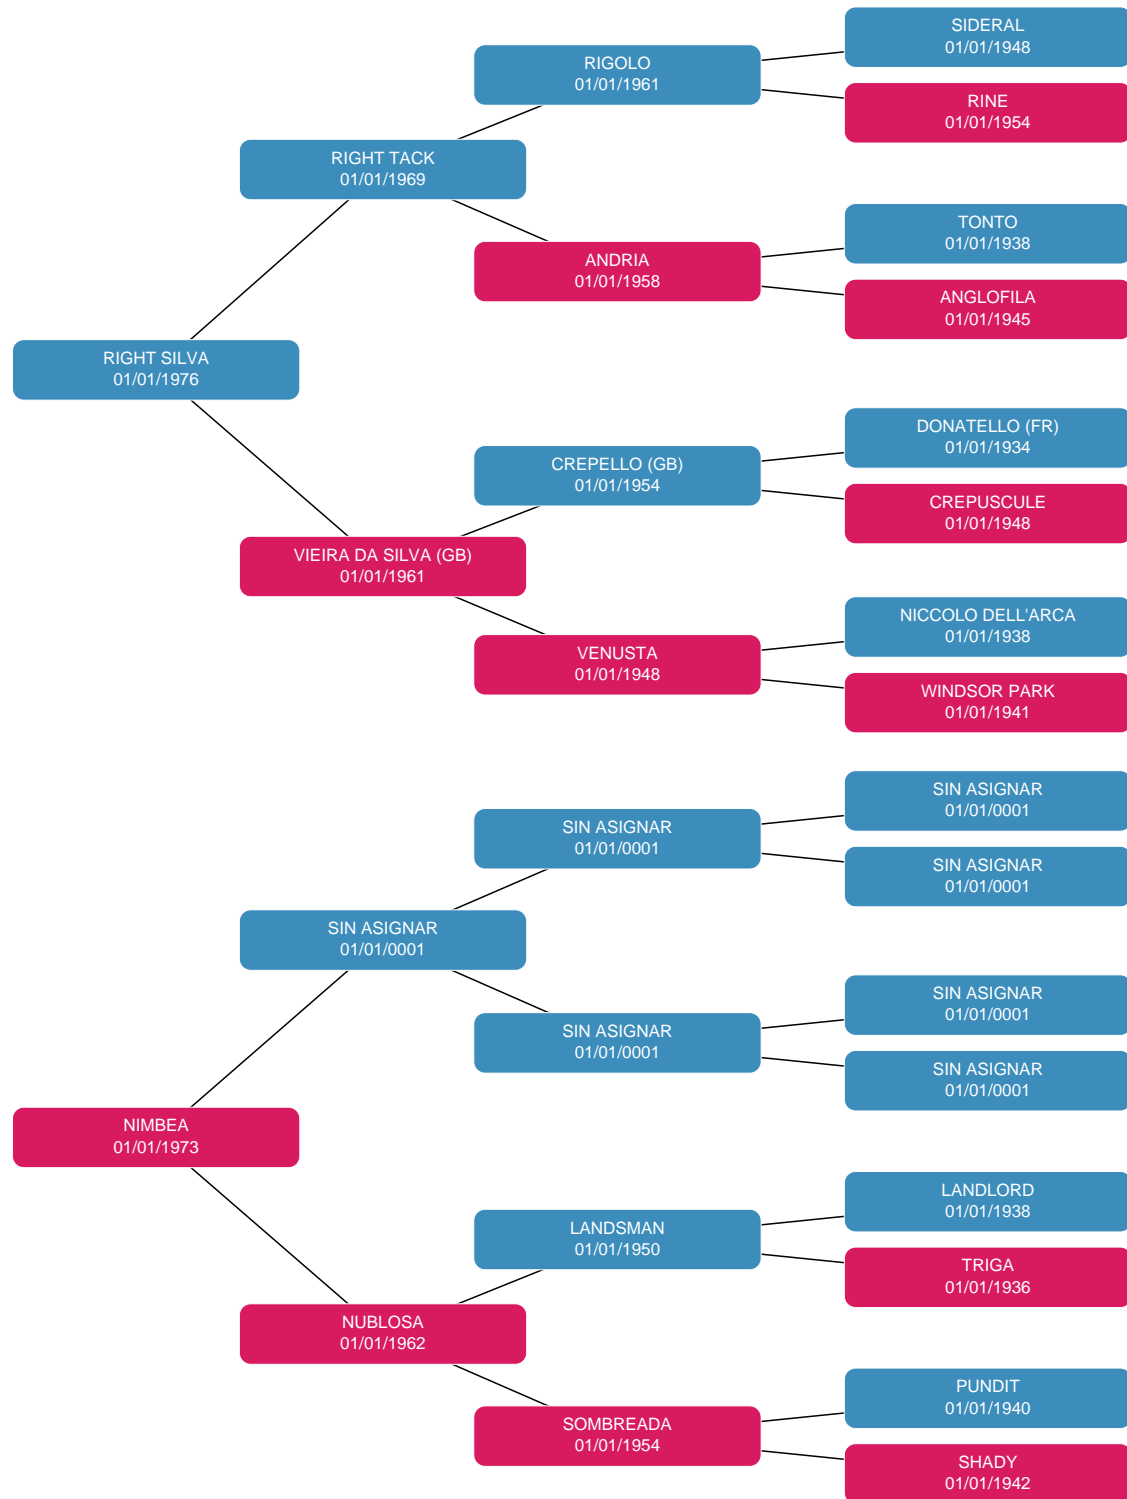 SIDERAL
01/01/1948
RIGOLO
01/01/1961
RINE
01/01/1954
RIGHT TACK
01/01/1969
TONTO
01/01/1938
ANDRIA
01/01/1958
ANGLOFILA
01/01/1945
RIGHT SILVA
01/01/1976
DONATELLO (FR)
01/01/1934
CREPELLO (GB)
01/01/1954
CREPUSCULE
01/01/1948
VIEIRA DA SILVA (GB)
01/01/1961
NICCOLO DELL'ARCA
01/01/1938
VENUSTA
01/01/1948
WINDSOR PARK
01/01/1941
SIN ASIGNAR
01/01/0001
SIN ASIGNAR
01/01/0001
SIN ASIGNAR
01/01/0001
SIN ASIGNAR
01/01/0001
SIN ASIGNAR
01/01/0001
SIN ASIGNAR
01/01/0001
SIN ASIGNAR
01/01/0001
NIMBEA
01/01/1973
LANDLORD
01/01/1938
LANDSMAN
01/01/1950
TRIGA
01/01/1936
NUBLOSA
01/01/1962
PUNDIT
01/01/1940
SOMBREADA
01/01/1954
SHADY
01/01/1942